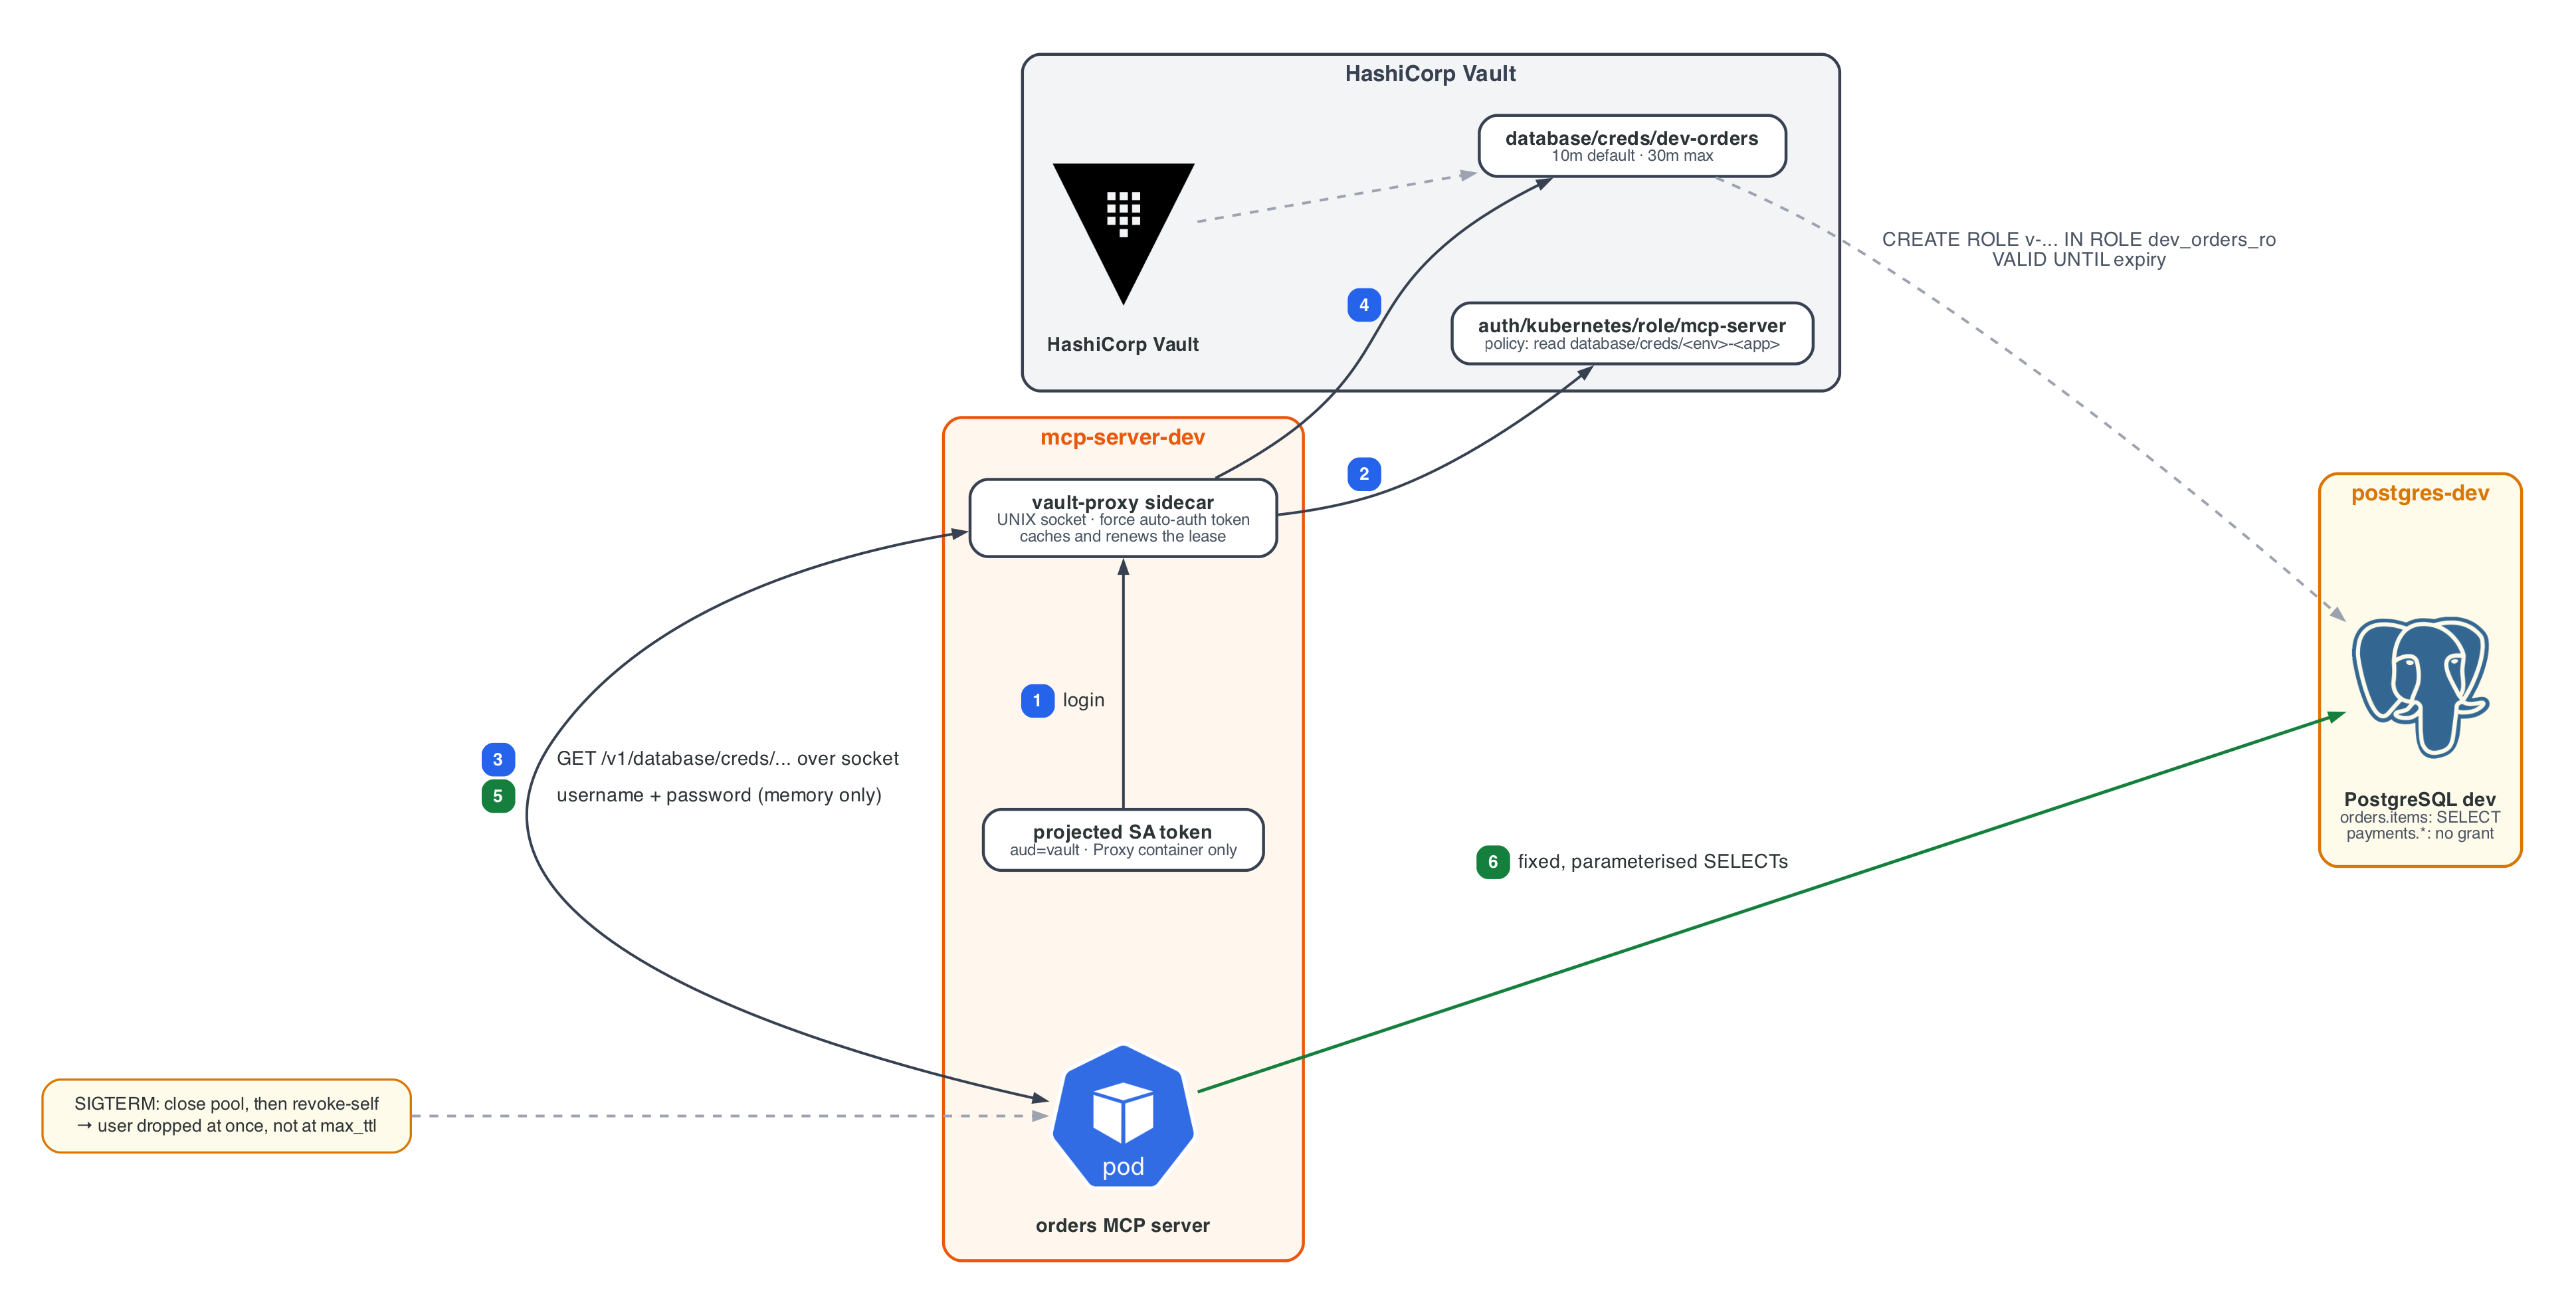 HashiCorp Vault
database/creds/dev-orders
10m default · 30m max
HashiCorp Vault
auth/kubernetes/role/mcp-server
policy: read database/creds/<env>-<app>
CREATE ROLE v-... IN ROLE dev_orders_ro
VALID UNTIL expiry
4
2
mcp-server-dev
vault-proxy sidecar
UNIX socket · force auto-auth token
caches and renews the lease
1 login
projected SA token
aud=vault · Proxy container only
3 GET /v1/database/creds/... over socket
5 username + password (memory only)
postgres-dev
PostgreSQL dev
orders.items: SELECT
payments.*: no grant
6 fixed, parameterised SELECTs
SIGTERM: close pool, then revoke-self
→ user dropped at once, not at max_ttl
pod
orders MCP server